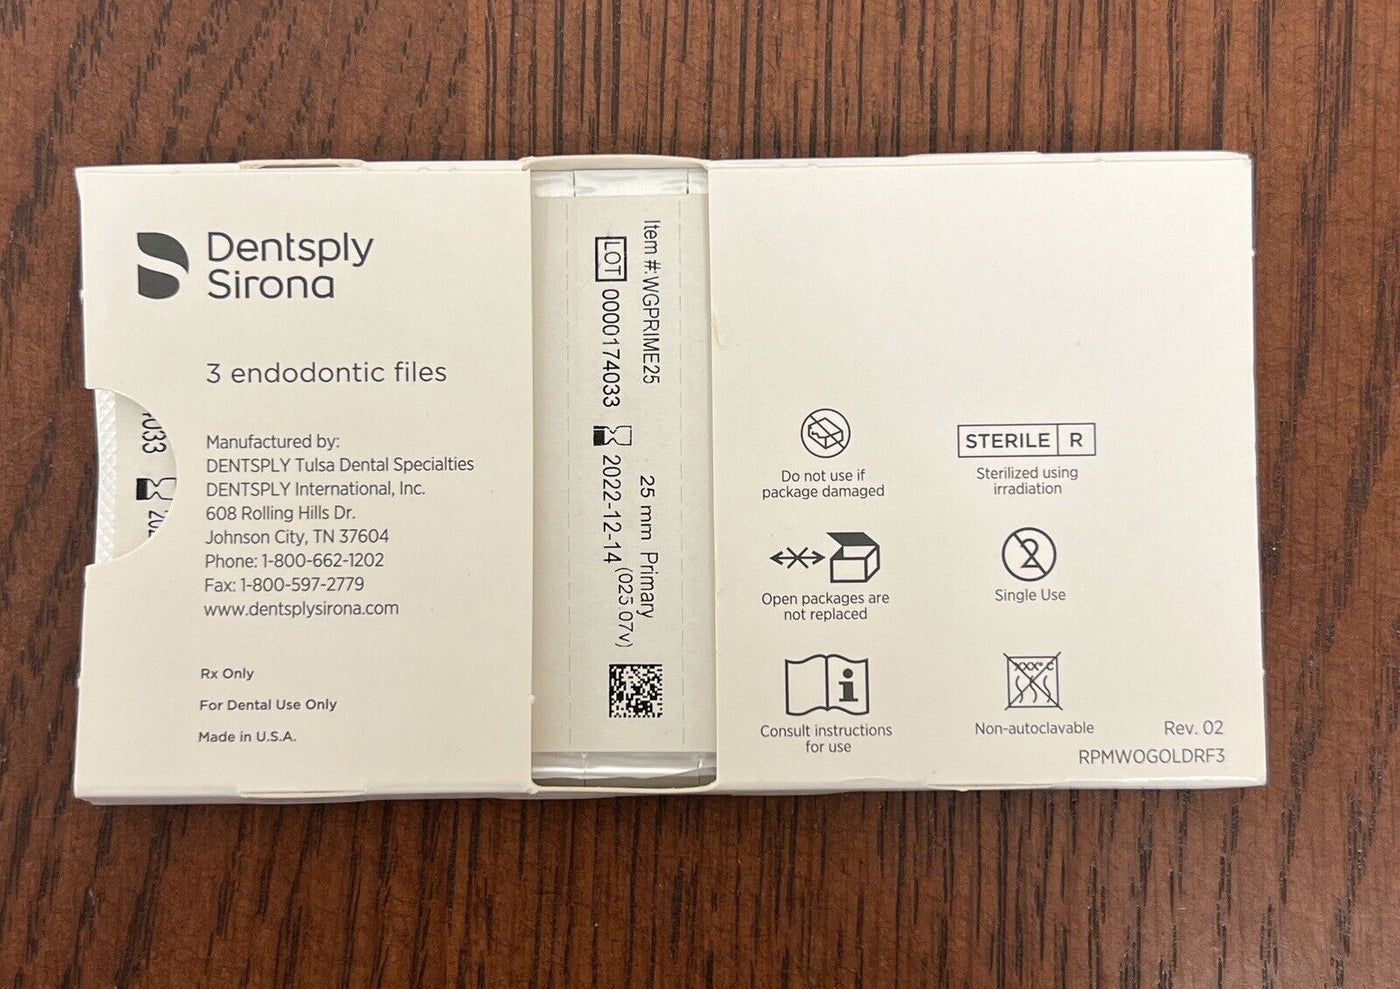 Dentsply
Sirona
3 endodontic files
Manufactured by:
DENTSPLY Tulsa Dental Specialties
DENTSPLY International, Inc.
608 Rolling Hills Dr.
Johnson City, TN 37604
Phone: 1-800-662-1202
Fax: 1-800-597-2779
www.dentsplysirona.com
Rx Only
For Dental Use Only
Made in U.S.A.
Item #:WGPRIME25
25 mm Primary
(025 07v)
LOT 0000174033
2022-12-14
Do not use if
package damaged
STERILE R
Sterilized using
irradiation
Open packages are
not replaced
2
Single Use
i
Consult instructions
for use
XXX° C
Non-autoclavable
Rev. 02
RPMWOGOLDRF3